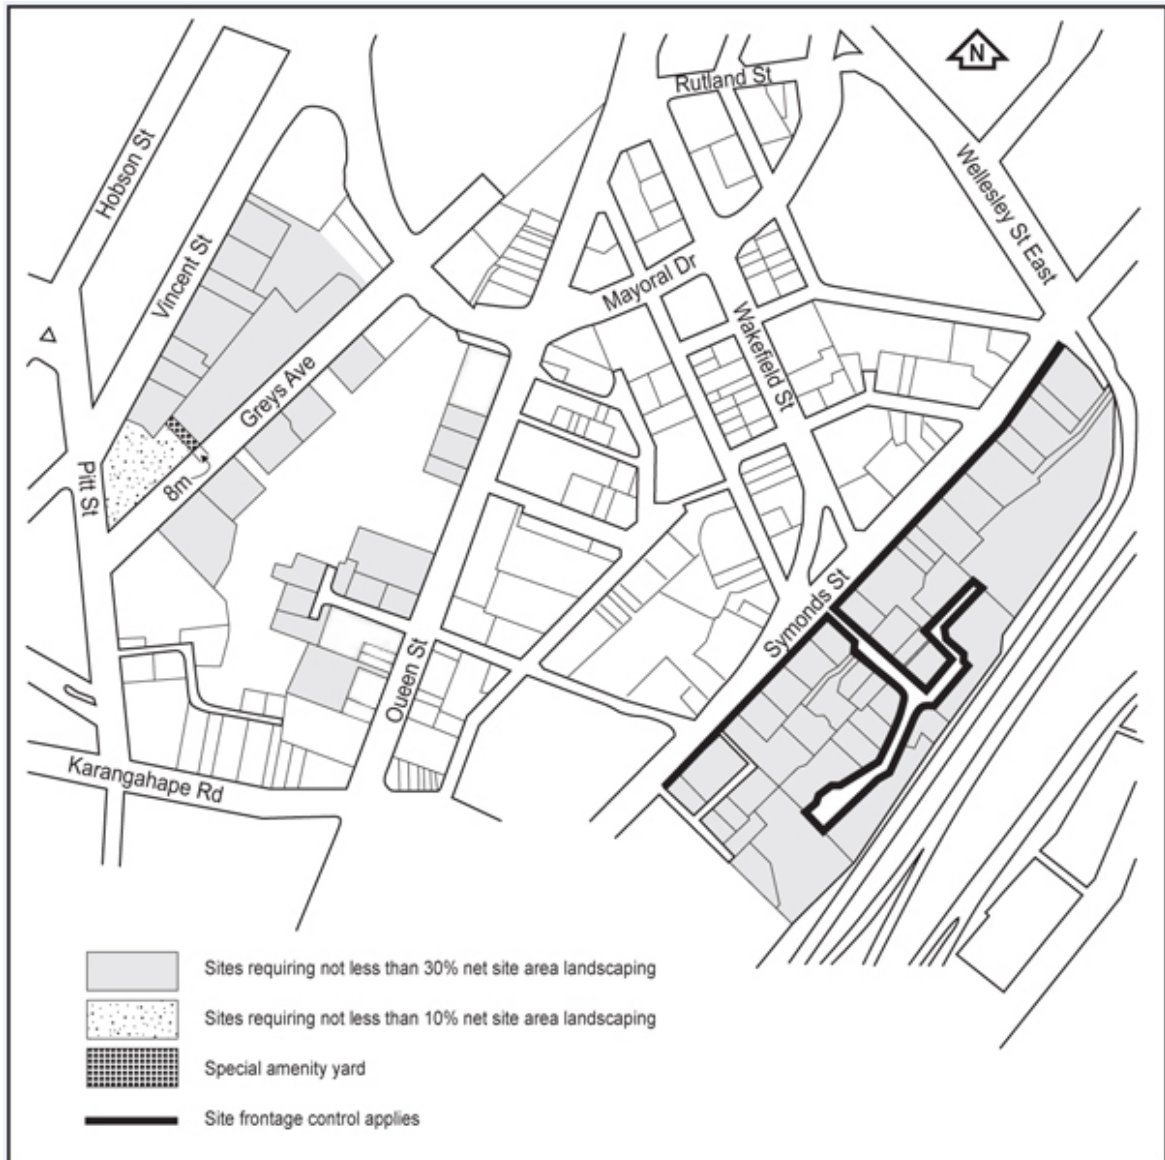 N
Rutland St
Hobson St
Wellesley St East
Vincent St
Mayoral Dr
Wakefield St
Greys Ave
Pitt St
8m
Symonds St
Queen St
Karangahape Rd
Sites requiring not less than 30% net site area landscaping
Sites requiring not less than 10% net site area landscaping
Special amenity yard
Site frontage control applies